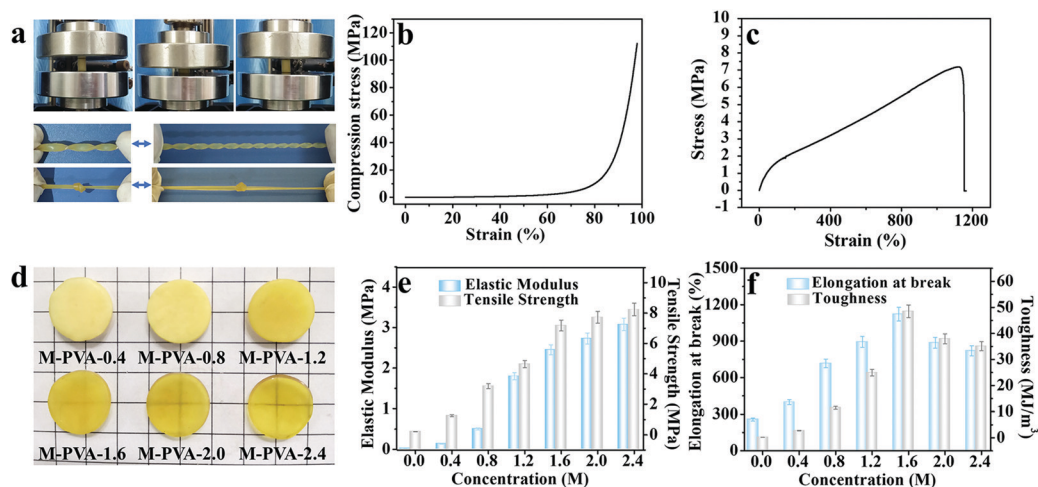 a
b
Compression stress (MPa)
120
100
80
60
40
20
0
0 20 40 60 80 100
Strain (%)
c
Stress (MPa)
10
9
8
7
6
5
4
3
2
1
0
-1
0 400 800 1200
Strain (%)
d
M-PVA-0.4 M-PVA-0.8 M-PVA-1.2
M-PVA-1.6 M-PVA-2.0 M-PVA-2.4
e
Elastic Modulus
Tensile Strength
Elastic Modulus (MPa)
4
3
2
1
0
Tensile Strength (MPa)
10
8
6
4
2
0
0.0 0.4 0.8 1.2 1.6 2.0 2.4
Concentration (M)
f
Elongation at break
Toughness
Elongation at break (%)
1500
1200
900
600
300
0
Toughness (MJ/m³)
60
50
40
30
20
10
0
0.0 0.4 0.8 1.2 1.6 2.0 2.4
Concentration (M)